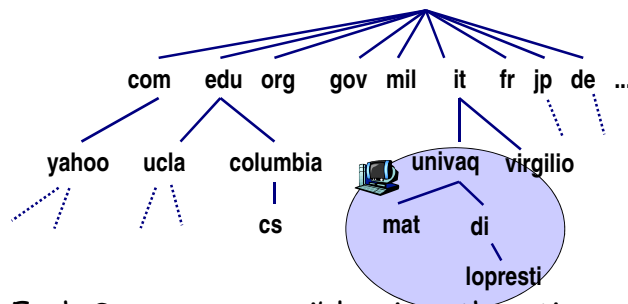 com edu org gov mil it fr jp de ...
yahoo ucla columbia univaq virgilio
cs mat di
lopresti